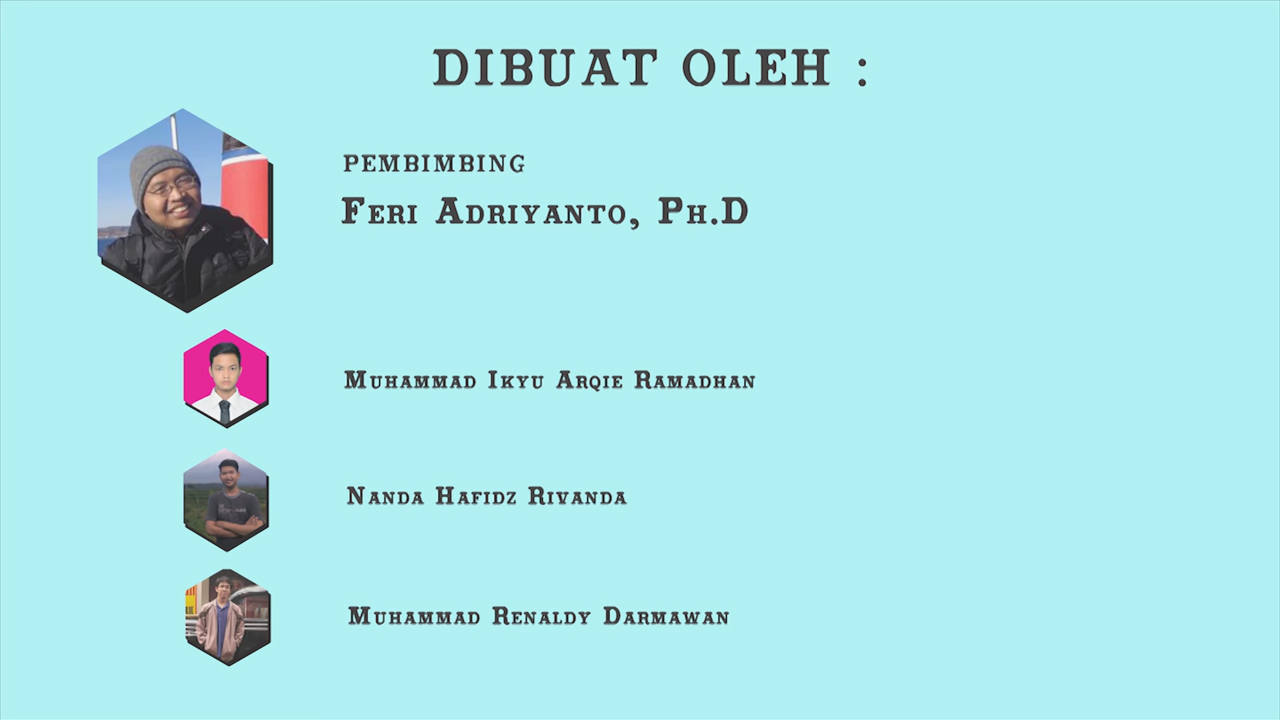 DIBUAT OLEH :
PEMBIMBING
FERI ADRIYANTO, PH.D
MUHAMMAD IKYU ARQIE RAMADHAN
NANDA HAFIDZ RIVANDA
MUHAMMAD RENALDY DARMAWAN